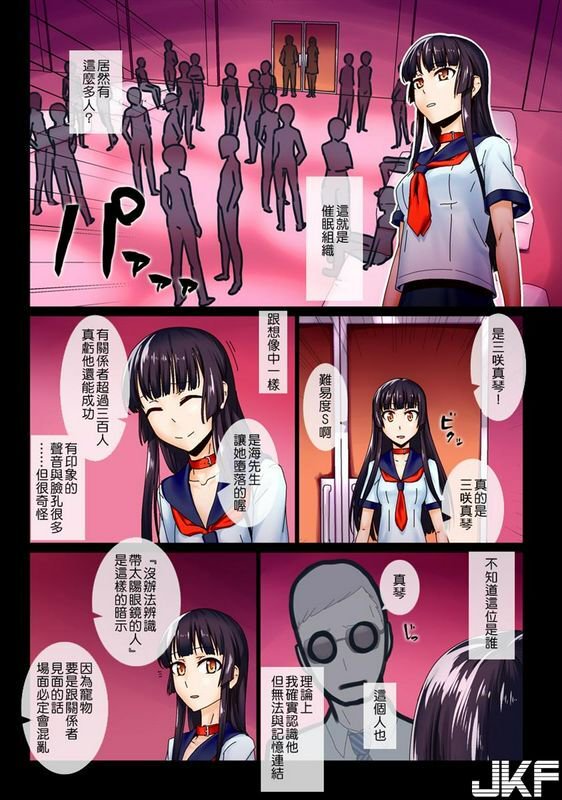 居然有
這麼多人？
這就是
催眠組織
パァァッ
是三咲真琴！
難易度S啊
真的是
三咲真琴
ビクッ
跟想像中一樣
有關係者超過三百人
真虧他還能成功
是海先生
讓她墮落的喔
有印象的
聲音與臉孔很多
……但很奇怪
不知道這位是誰
真琴
這個人也
理論上
我確實認識他
但無法與記憶連結
『沒辦法辨識
帶太陽眼鏡的人』
是這樣的暗示
因為寵物
要是跟關係者
見面的話
場面必定會混亂
JKF